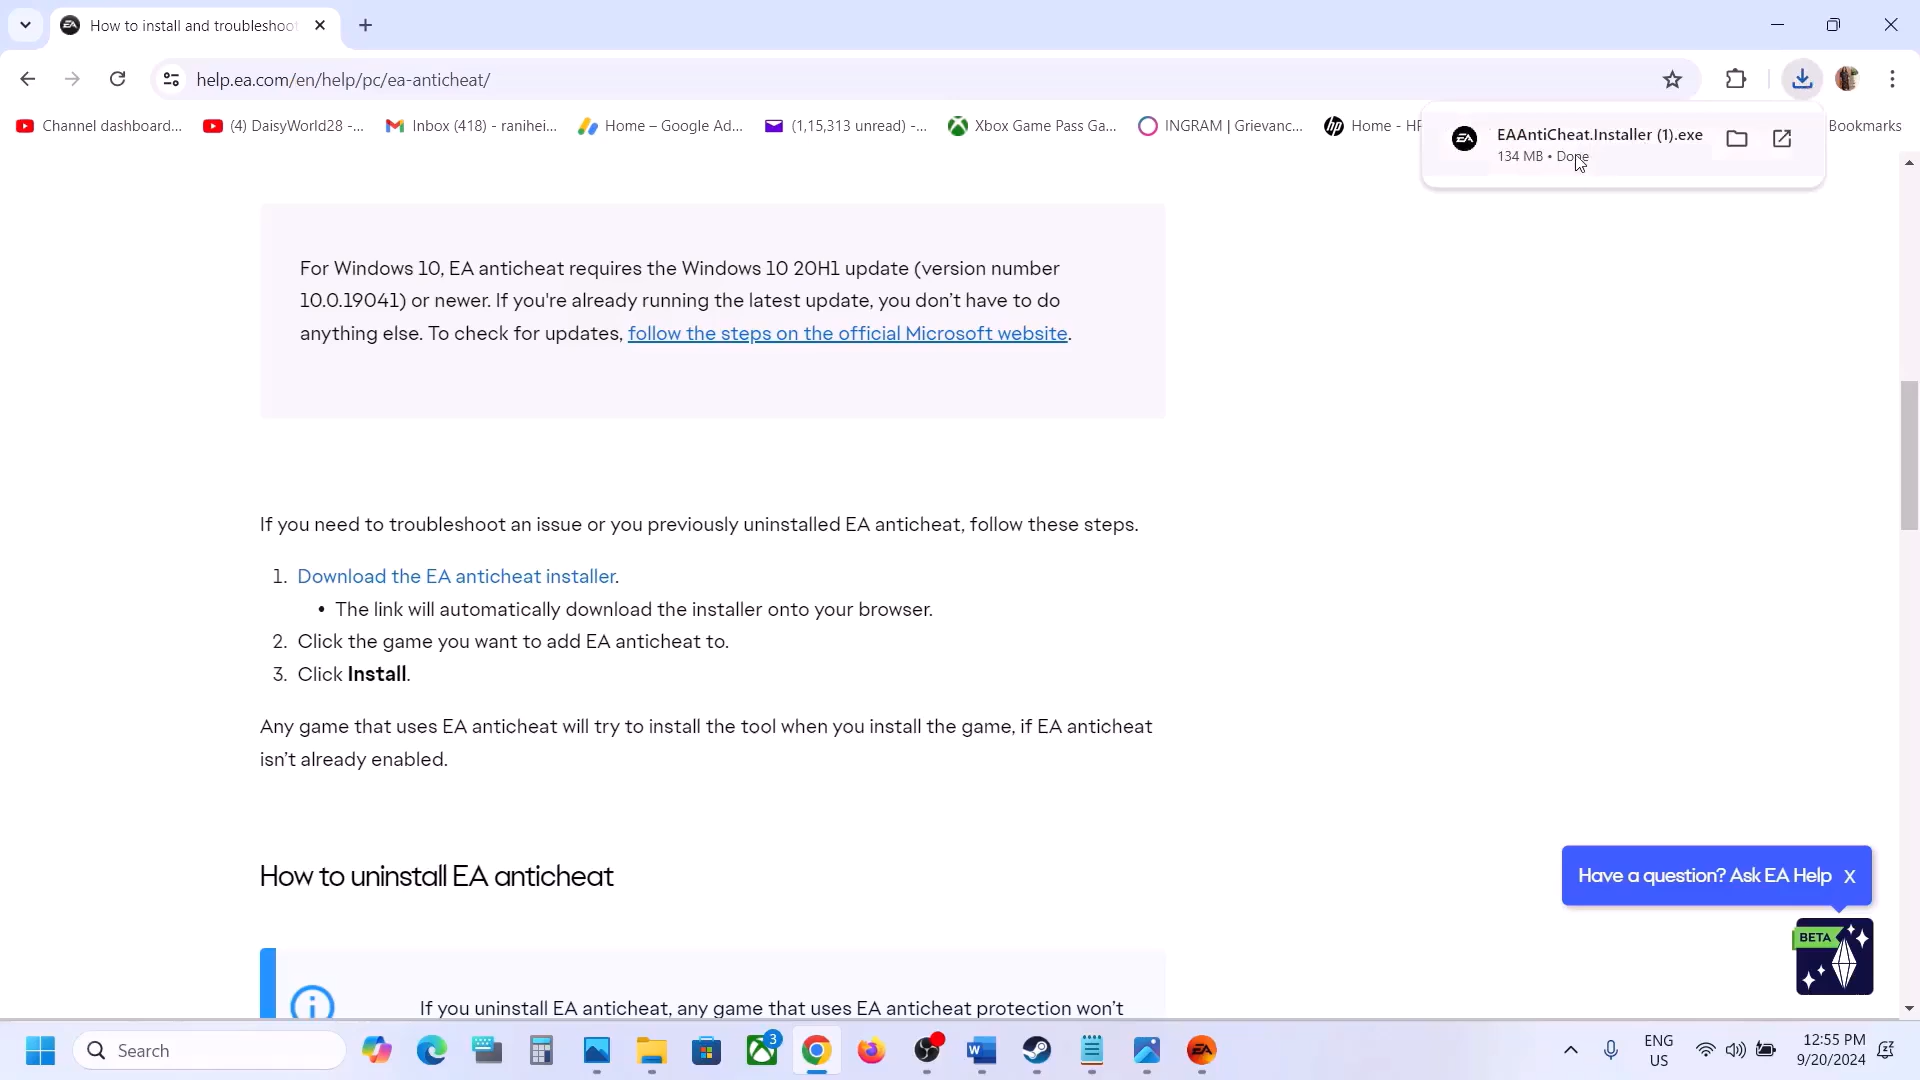 How to install and troubleshoot
help.ea.com/en/help/pc/ea-anticheat/
Channel dashboard...
(4) DaisyWorld28 -...
Inbox (418) - ranihei...
Home – Google Ad...
(1,15,313 unread) -...
Xbox Game Pass Ga...
INGRAM | Grievanc...
Home - HP
Bookmarks
EAAntiCheat.Installer (1).exe
134 MB • Done
For Windows 10, EA anticheat requires the Windows 10 20H1 update (version number
10.0.19041) or newer. If you're already running the latest update, you don't have to do
anything else. To check for updates, follow the steps on the official Microsoft website.
If you need to troubleshoot an issue or you previously uninstalled EA anticheat, follow these steps.
1. Download the EA anticheat installer.
• The link will automatically download the installer onto your browser.
2. Click the game you want to add EA anticheat to.
3. Click Install.
Any game that uses EA anticheat will try to install the tool when you install the game, if EA anticheat
isn't already enabled.
How to uninstall EA anticheat
If you uninstall EA anticheat, any game that uses EA anticheat protection won't
Have a question? Ask EA Help X
BETA
Search
3
ENG
US
12:55 PM
9/20/2024